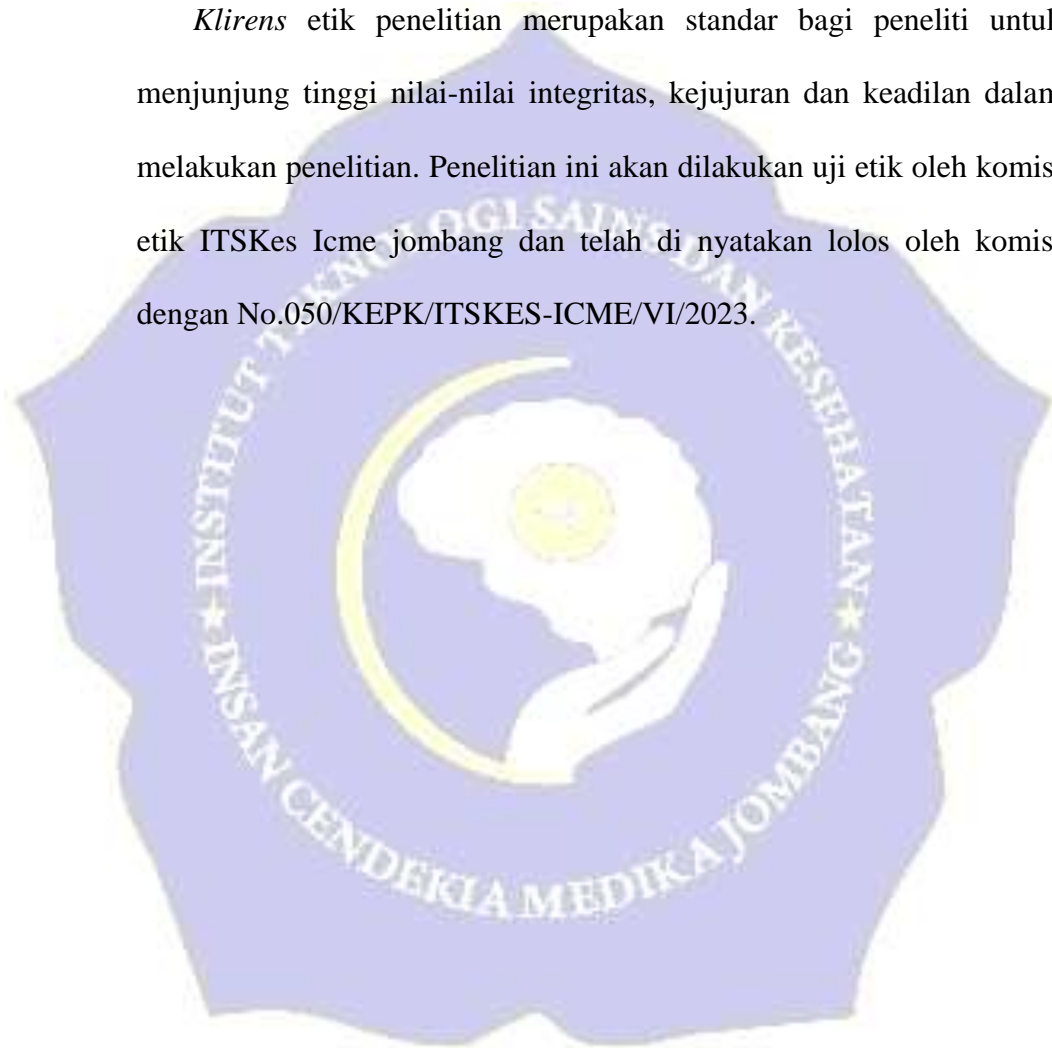 Klirens etik penelitian merupakan standar bagi peneliti untul
menjunjung tinggi nilai-nilai integritas, kejujuran dan keadilan dalan
melakukan penelitian. Penelitian ini akan dilakukan uji etik oleh komis
etik ITSKes Icme jombang dan telah di nyatakan lolos oleh komis
dengan No.050/KEPK/ITSKES-ICME/VI/2023.
INSTITUT TEKNOLOGI SAINS DAN KESEHATAN
INSAN CENDEKIA MEDIKA JOMBANG